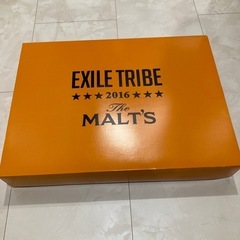 EXILE TRIBE
★★★ 2016 ★★★
The
MALT'S